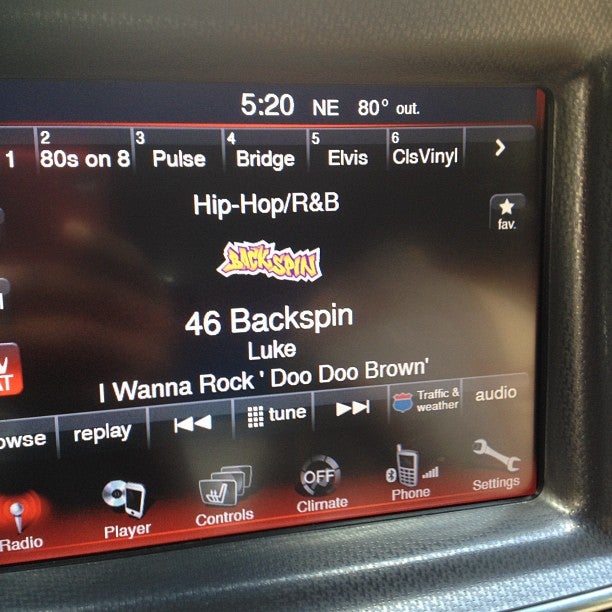 5:20 NE 80° out.
1 2 80s on 8 3 Pulse 4 Bridge 5 Elvis 6 ClsVinyl
Hip-Hop/R&B
fav.
BACKSPIN
46 Backspin
Luke
I Wanna Rock ' Doo Doo Brown'
AT
owse replay tune Traffic & weather audio
Radio Player Controls OFF Climate Phone Settings